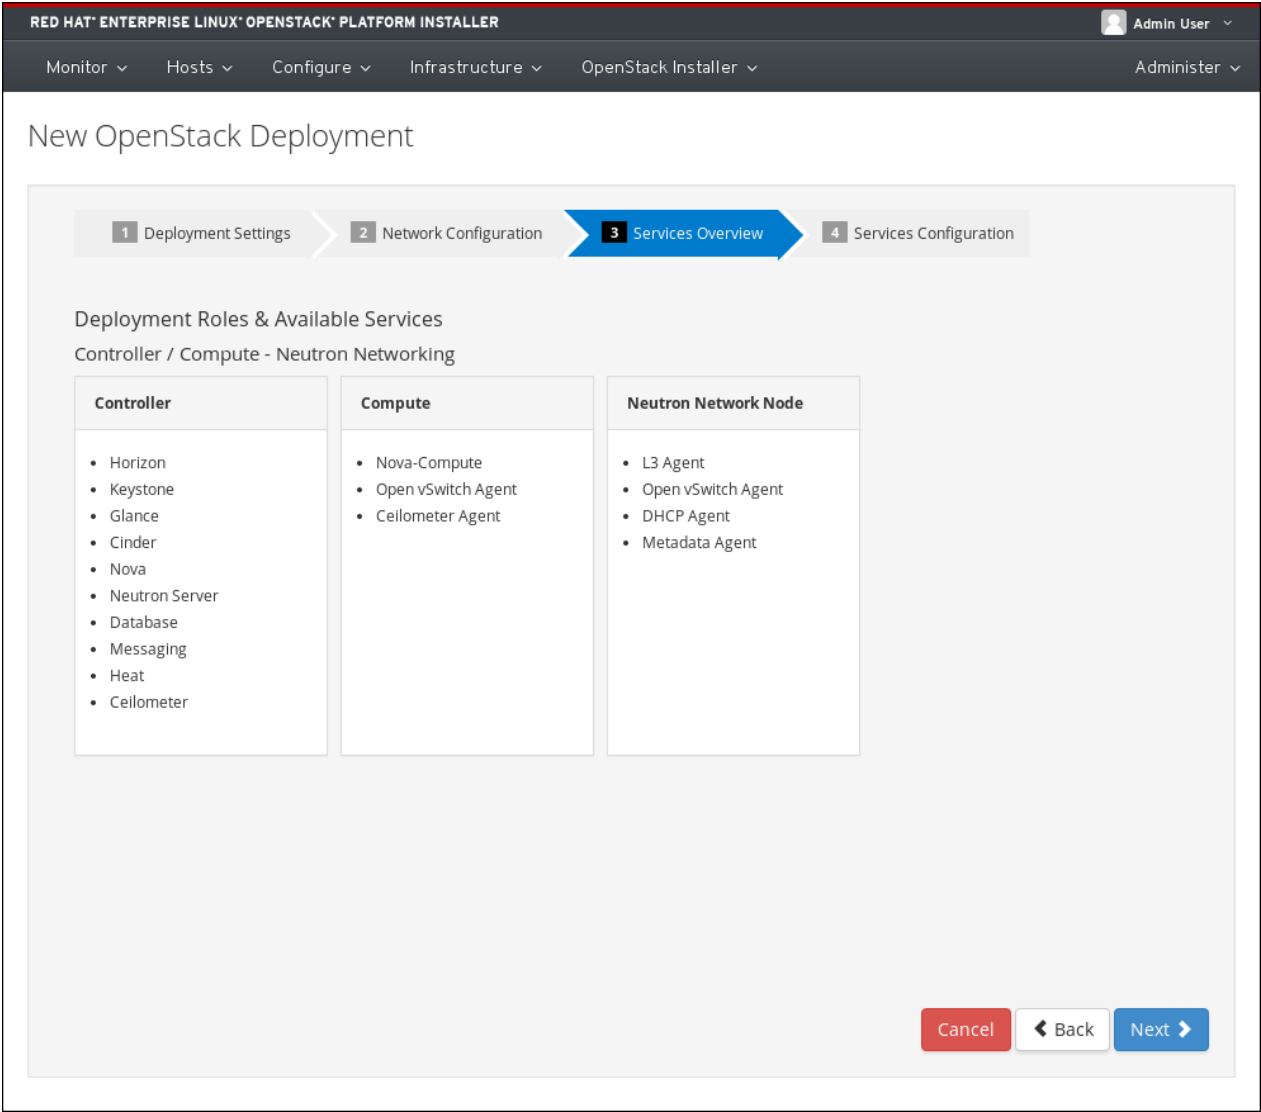 RED HAT® ENTERPRISE LINUX® OPENSTACK® PLATFORM INSTALLER
Admin User
Monitor
Hosts
Configure
Infrastructure
OpenStack Installer
Administer
New OpenStack Deployment
1 Deployment Settings
2 Network Configuration
3 Services Overview
4 Services Configuration
Deployment Roles & Available Services
Controller / Compute - Neutron Networking
Controller
• Horizon
• Keystone
• Glance
• Cinder
• Nova
• Neutron Server
• Database
• Messaging
• Heat
• Ceilometer
Compute
• Nova-Compute
• Open vSwitch Agent
• Ceilometer Agent
Neutron Network Node
• L3 Agent
• Open vSwitch Agent
• DHCP Agent
• Metadata Agent
Cancel
Back
Next